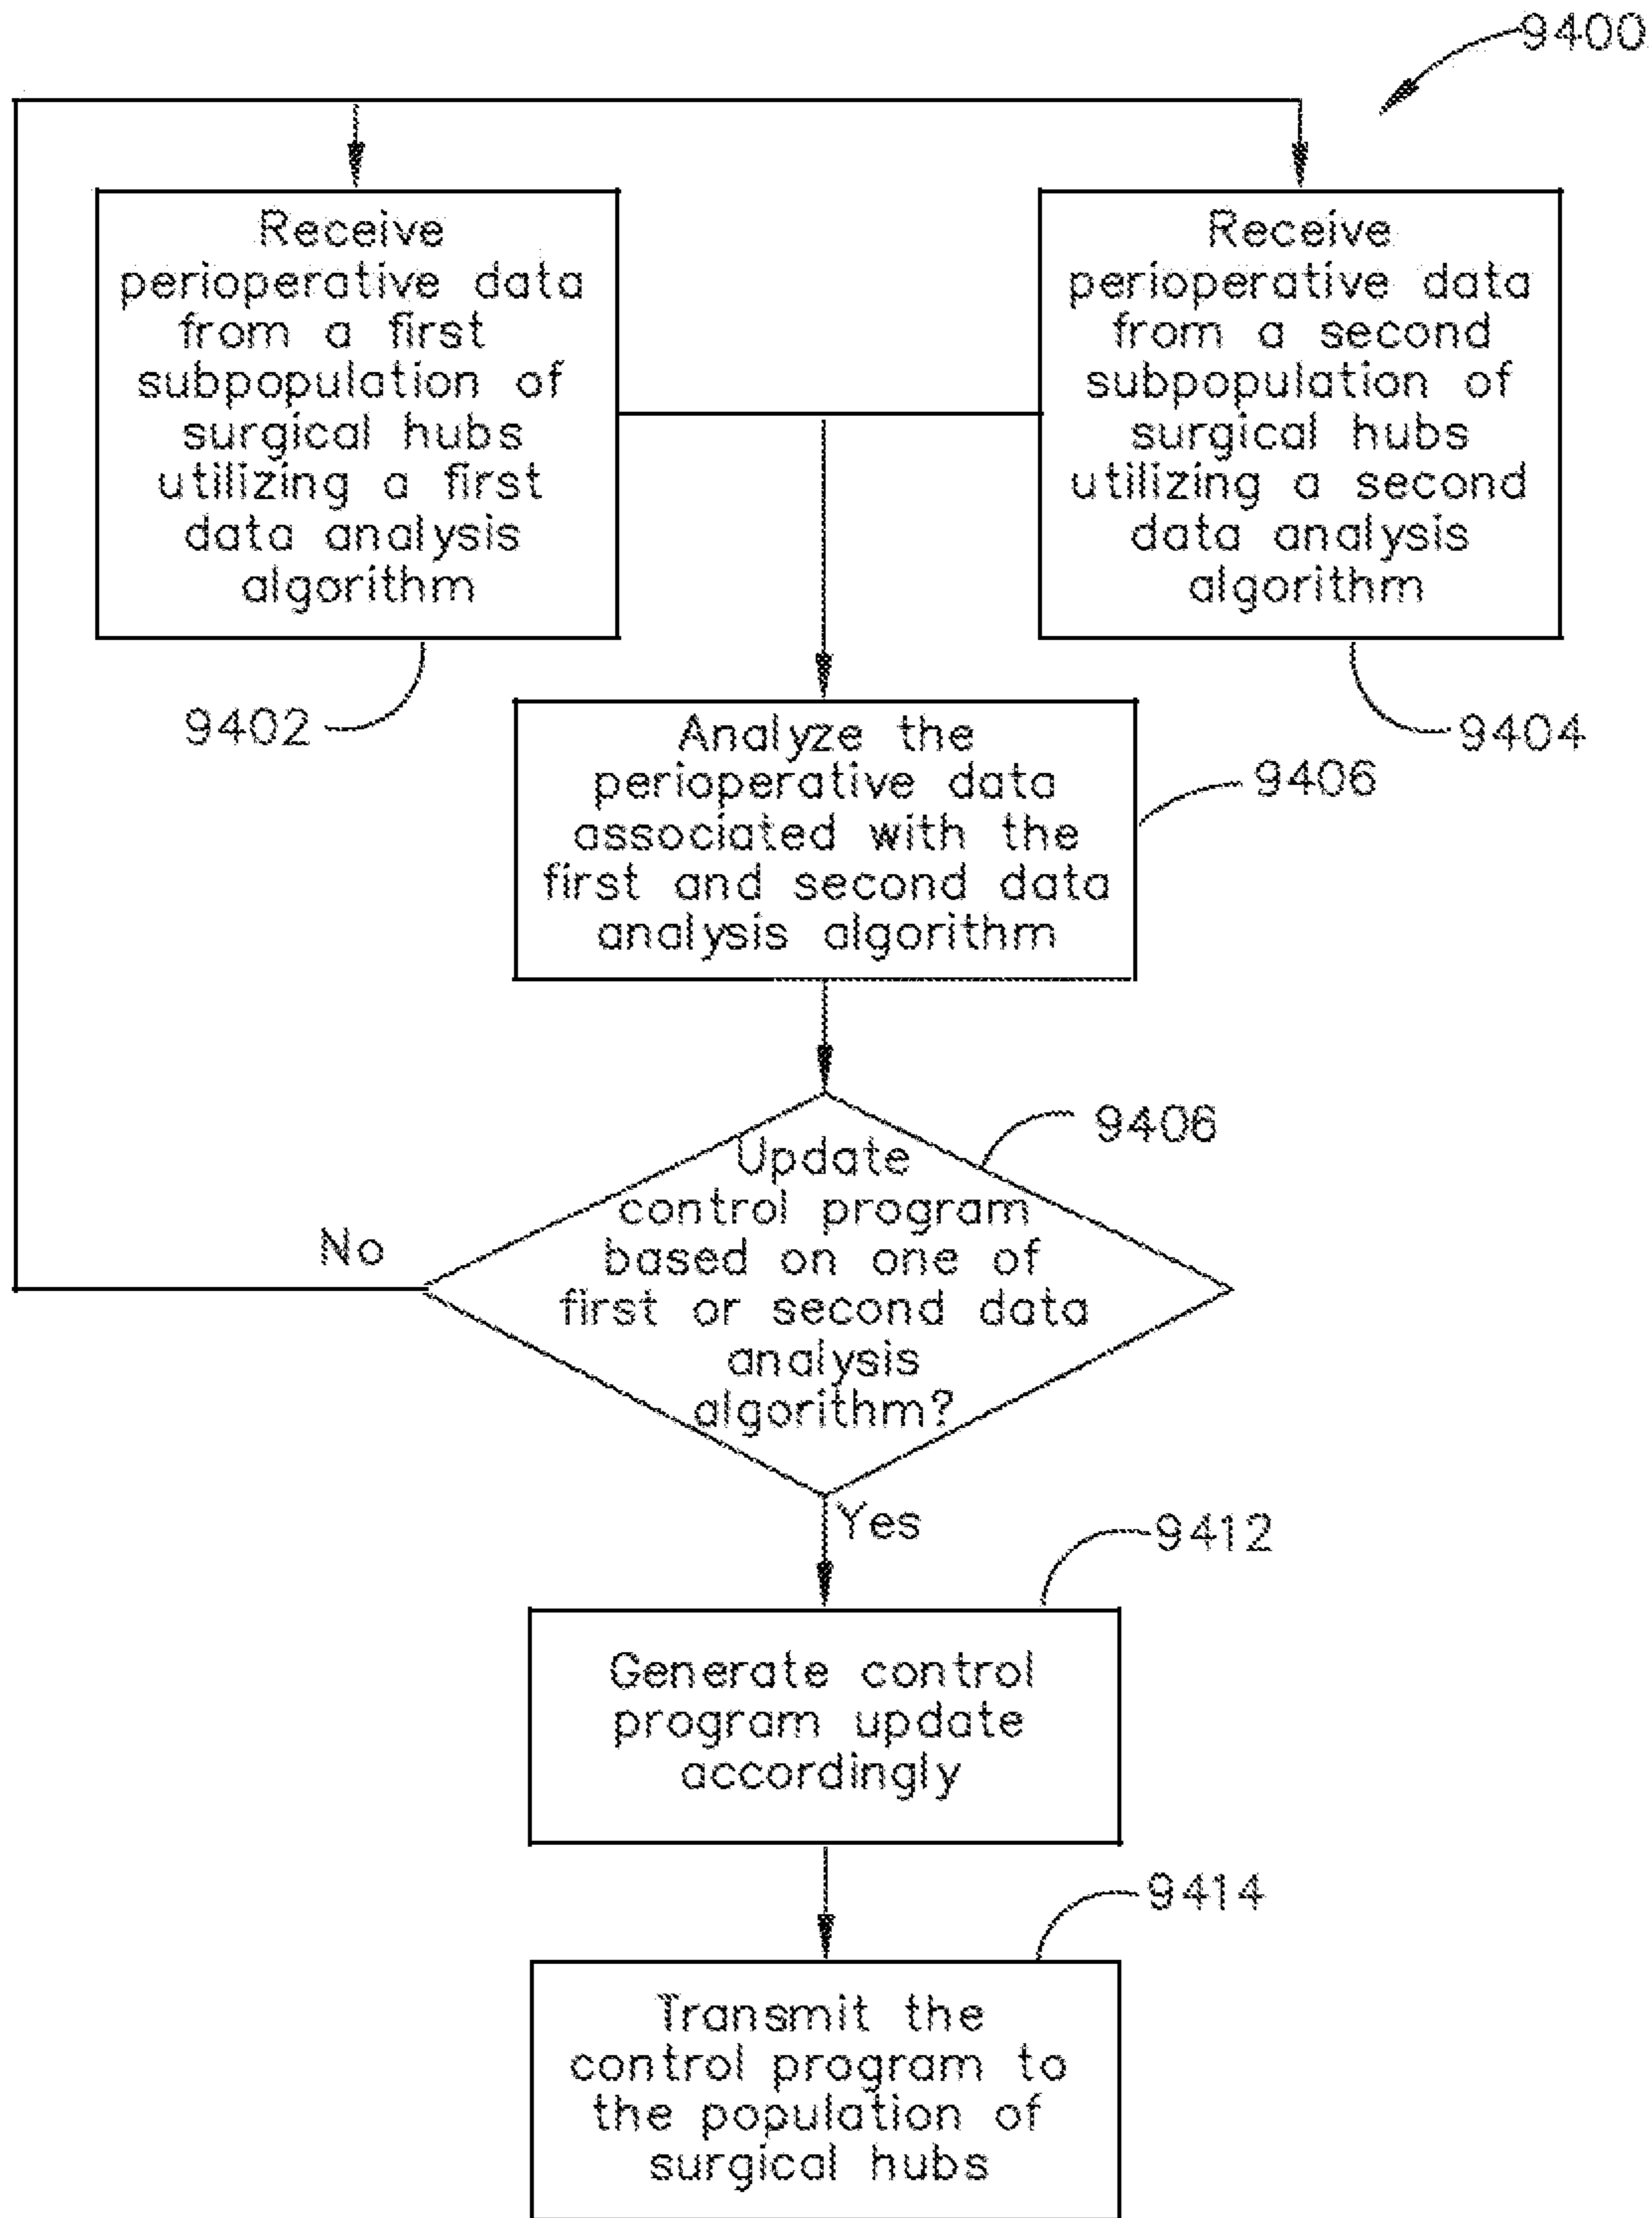 9400
Receive
perioperative data
from a first
subpopulation of
surgical hubs
utilizing a first
data analysis
algorithm
9402
Receive
perioperative data
from a second
subpopulation of
surgical hubs
utilizing a second
data analysis
algorithm
9404
Analyze the
perioperative data
associated with the
first and second data
analysis algorithm
9406
Update
control program
based on one of
first or second data
analysis
algorithm?
9406
No
Yes
9412
Generate control
program update
accordingly
9414
Transmit the
control program to
the population of
surgical hubs